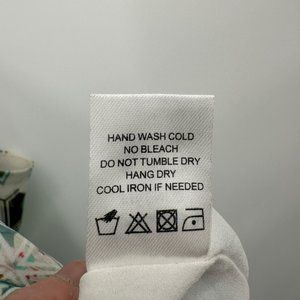 HAND WASH COLD
NO BLEACH
DO NOT TUMBLE DRY
HANG DRY
COOL IRON IF NEEDED